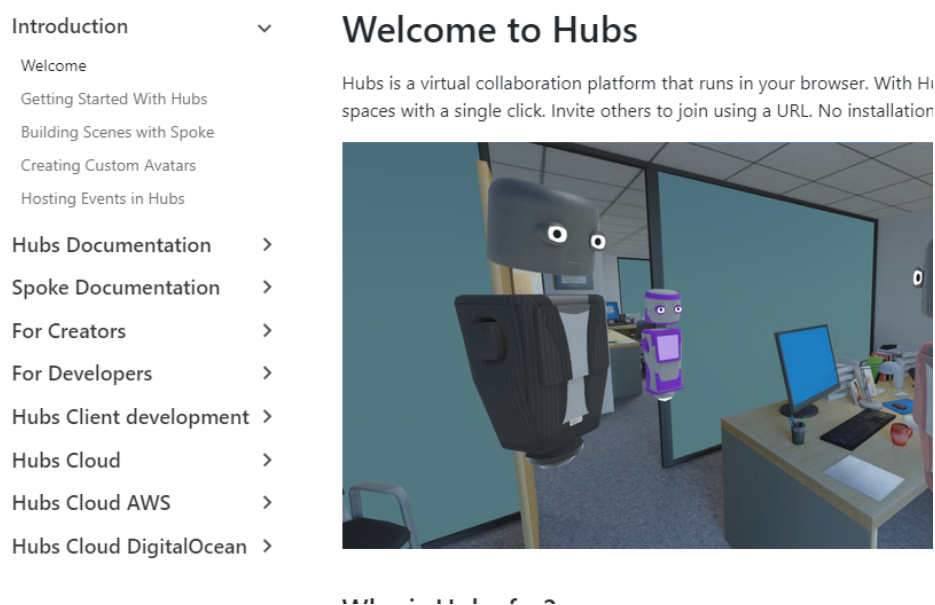 Introduction
Welcome
Getting Started With Hubs
Building Scenes with Spoke
Creating Custom Avatars
Hosting Events in Hubs
Hubs Documentation
Spoke Documentation
For Creators
For Developers
Hubs Client development
Hubs Cloud
Hubs Cloud AWS
Hubs Cloud DigitalOcean
Welcome to Hubs
Hubs is a virtual collaboration platform that runs in your browser. With
spaces with a single click. Invite others to join using a URL. No installation